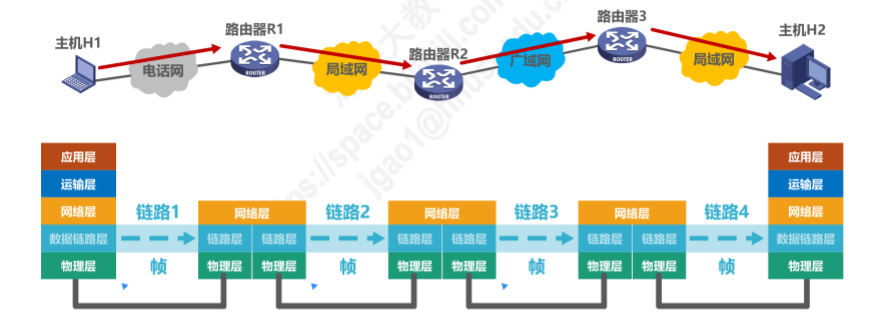 路由器3
主机H1
路由器R1
主机H2
路由器R2
电话网
局域网
广域网
局域网
ROUTER
ROUTER
ROUTER
应用层
应用层
运输层
运输层
网络层
链路1
网络层
链路2
网络层
链路3
网络层
链路4
网络层
数据链路层
链路层
链路层
链路层
链路层
链路层
链路层
数据链路层
物理层
帧
物理层
物理层
帧
物理层
物理层
帧
物理层
物理层
帧
物理层